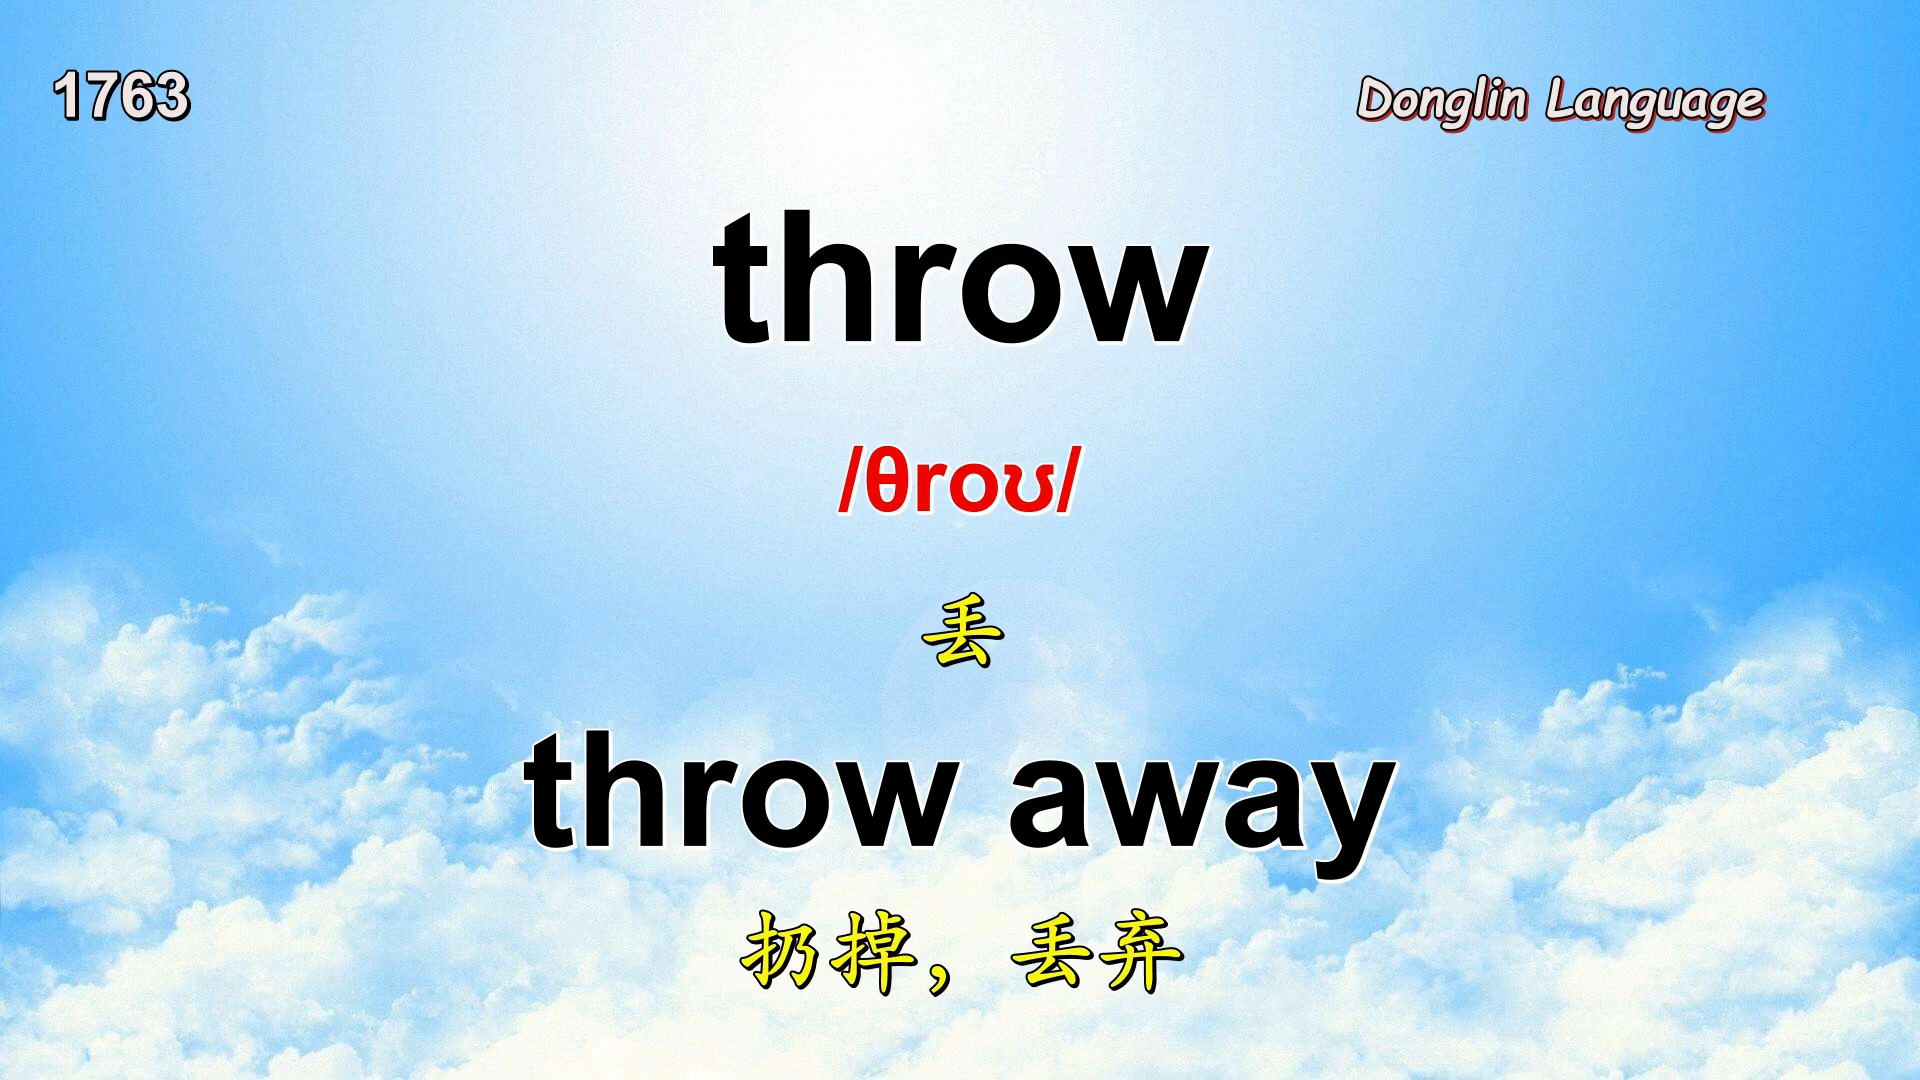 1763
Donglin Language
throw
/θroʊ/
丢
throw away
扔掉，丢弃